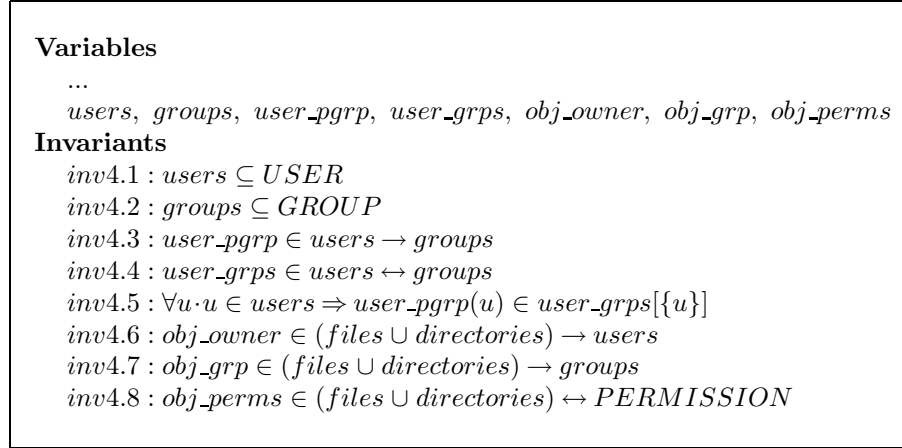 Variables
...
users, groups, user_pgrp, user_grps, obj_owner, obj_grp, obj_perms
Invariants
inv4.1 : users ⊆ USER
inv4.2 : groups ⊆ GROUP
inv4.3 : user_pgrp ∈ users → groups
inv4.4 : user_grps ∈ users ↔ groups
inv4.5 : ∀u·u ∈ users ⇒ user_pgrp(u) ∈ user_grps[{u}]
inv4.6 : obj_owner ∈ (files ∪ directories) → users
inv4.7 : obj_grp ∈ (files ∪ directories) → groups
inv4.8 : obj_perms ∈ (files ∪ directories) ↔ PERMISSION